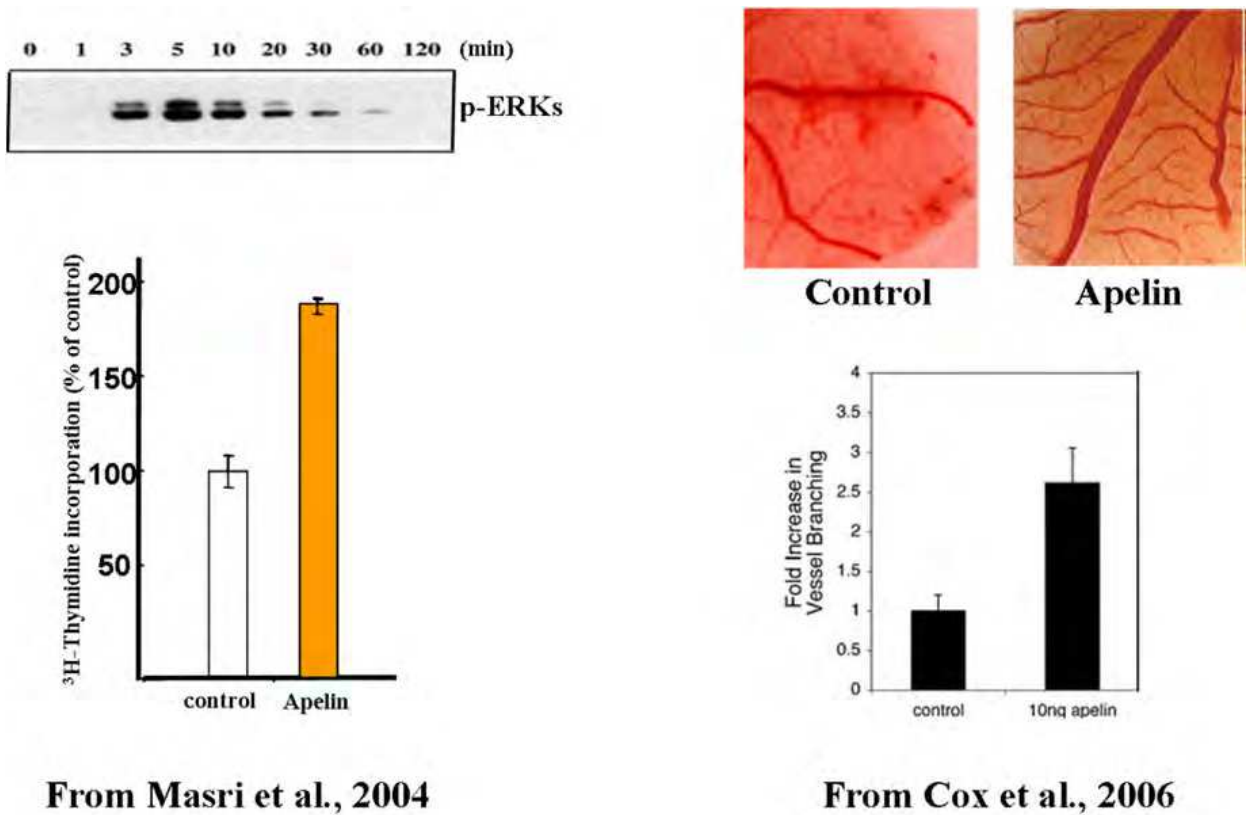 0 1 3 5 10 20 30 60 120 (min)
p-ERKs
³H-Thymidine incorporation (% of control)
200
150
100
50
control Apelin
From Masri et al., 2004
Control Apelin
Fold Increase in
Vessel Branching
4
3.5
3
2.5
2
1.5
1
0.5
0
control 10ng apelin
From Cox et al., 2006